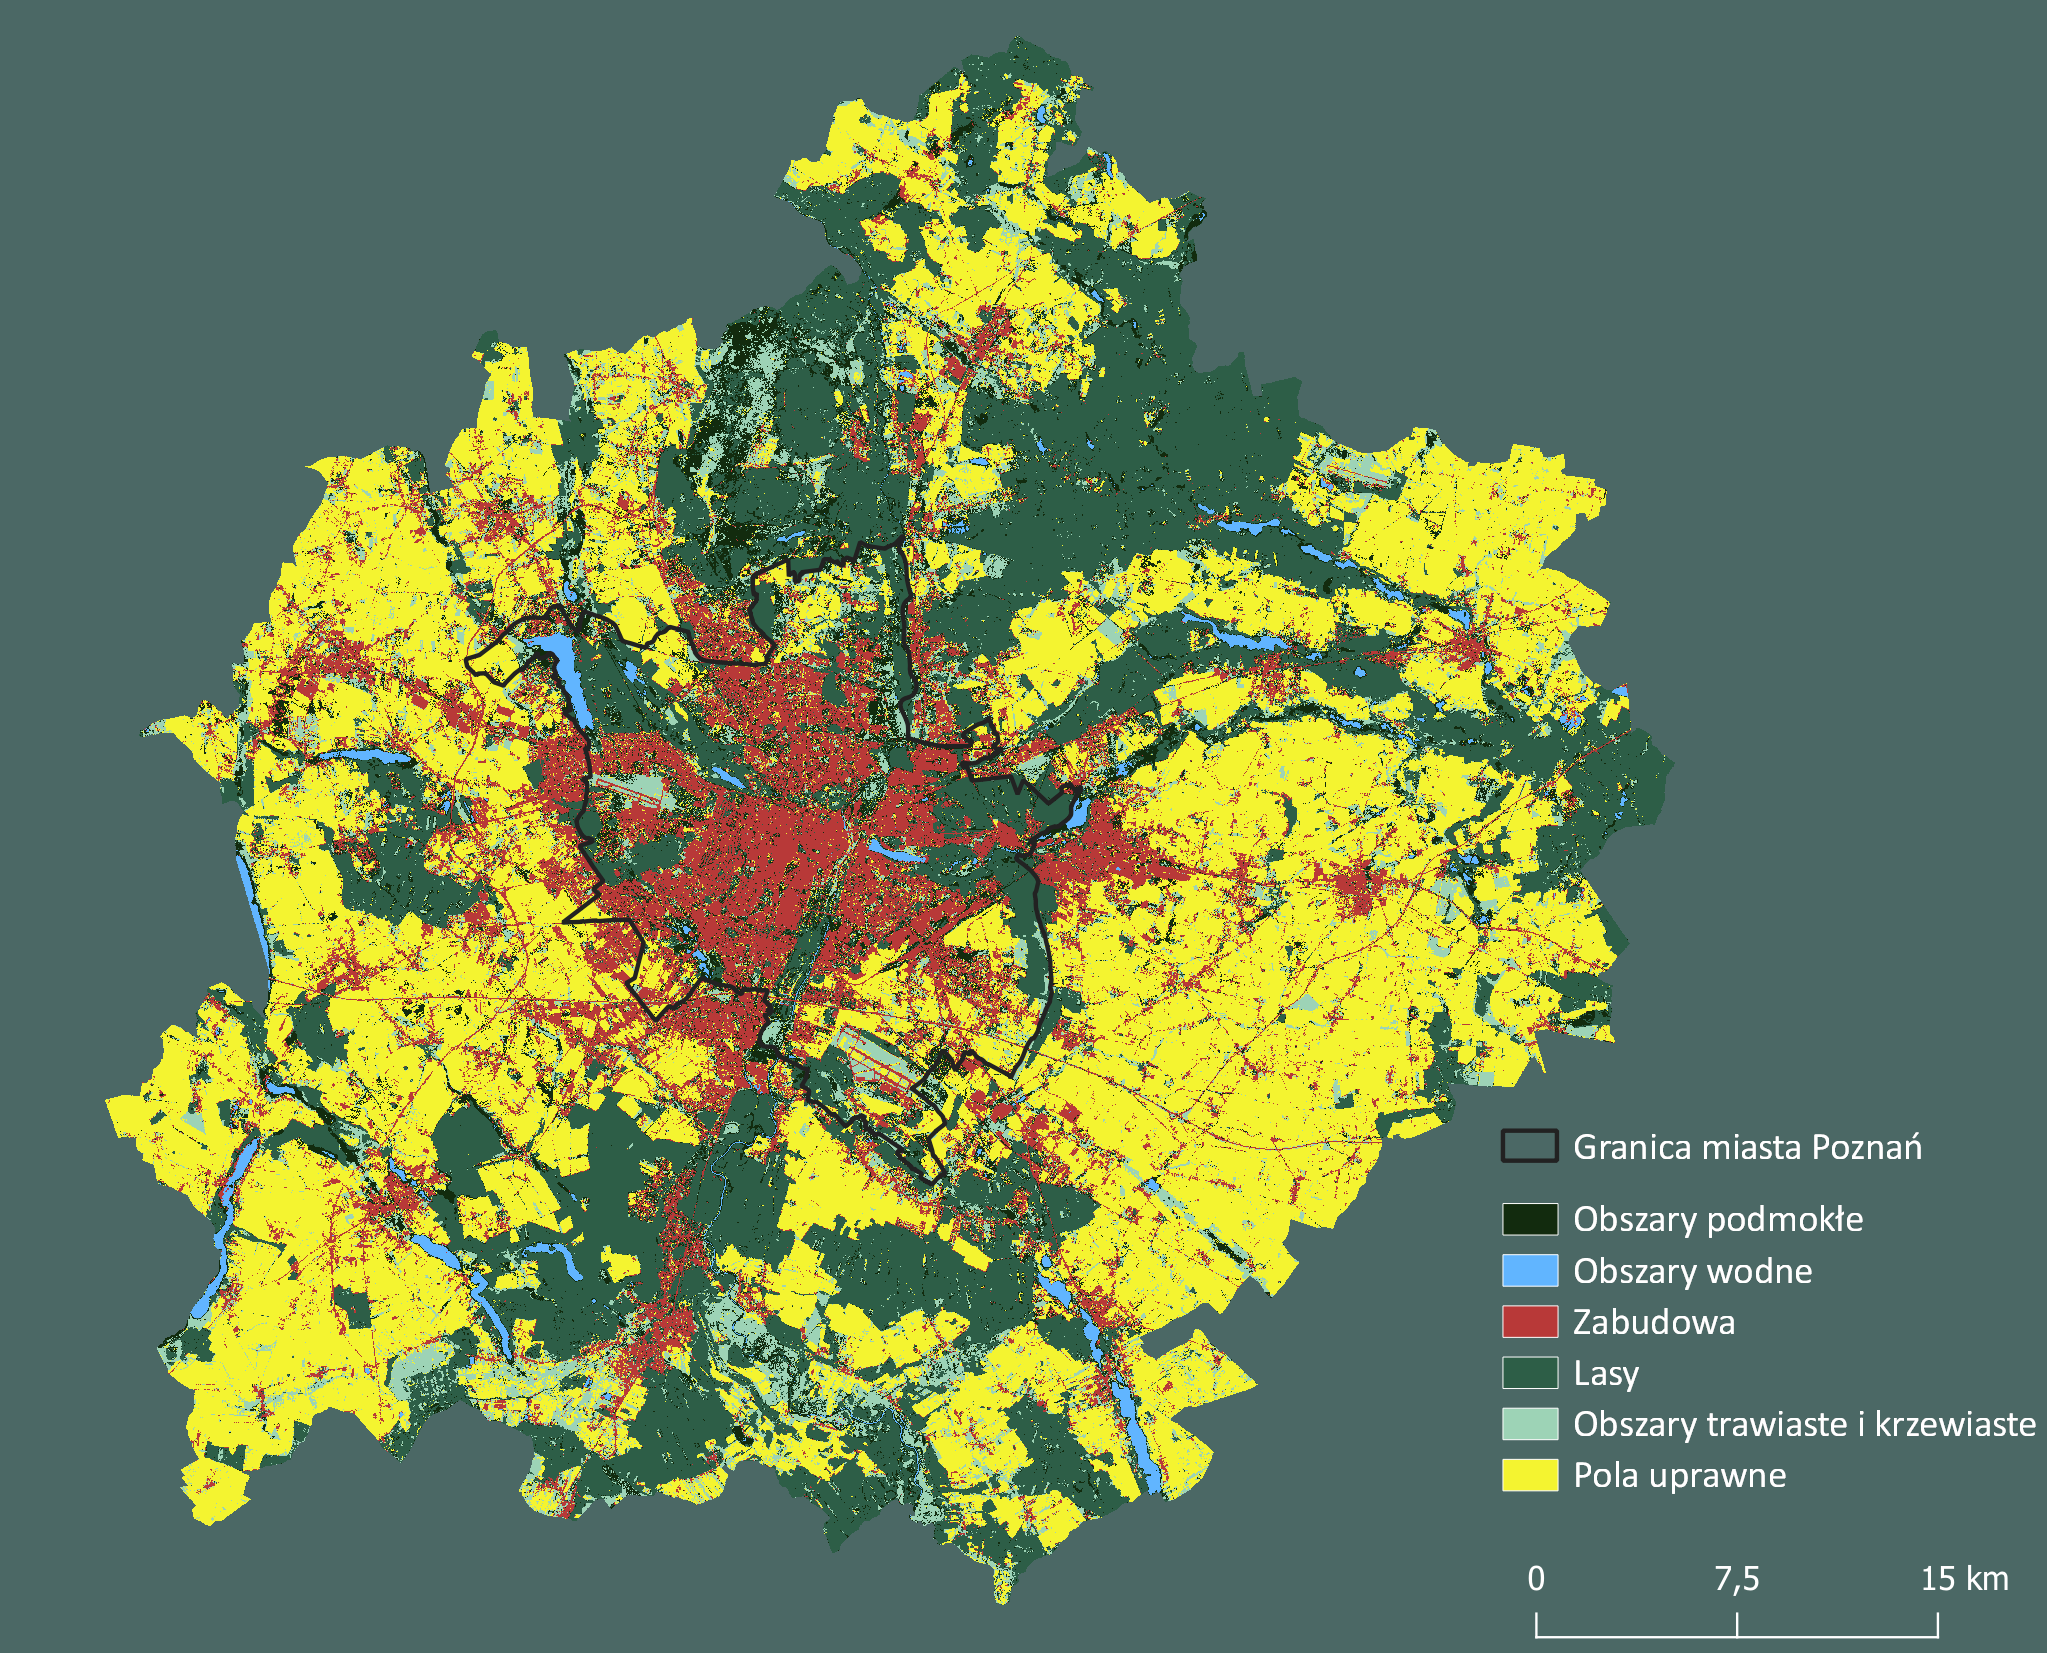 Granica miasta Poznań
Obszary podmokłe
Obszary wodne
Zabudowa
Lasy
Obszary trawiaste i krzewiaste
Pola uprawne
0 7,5 15 km